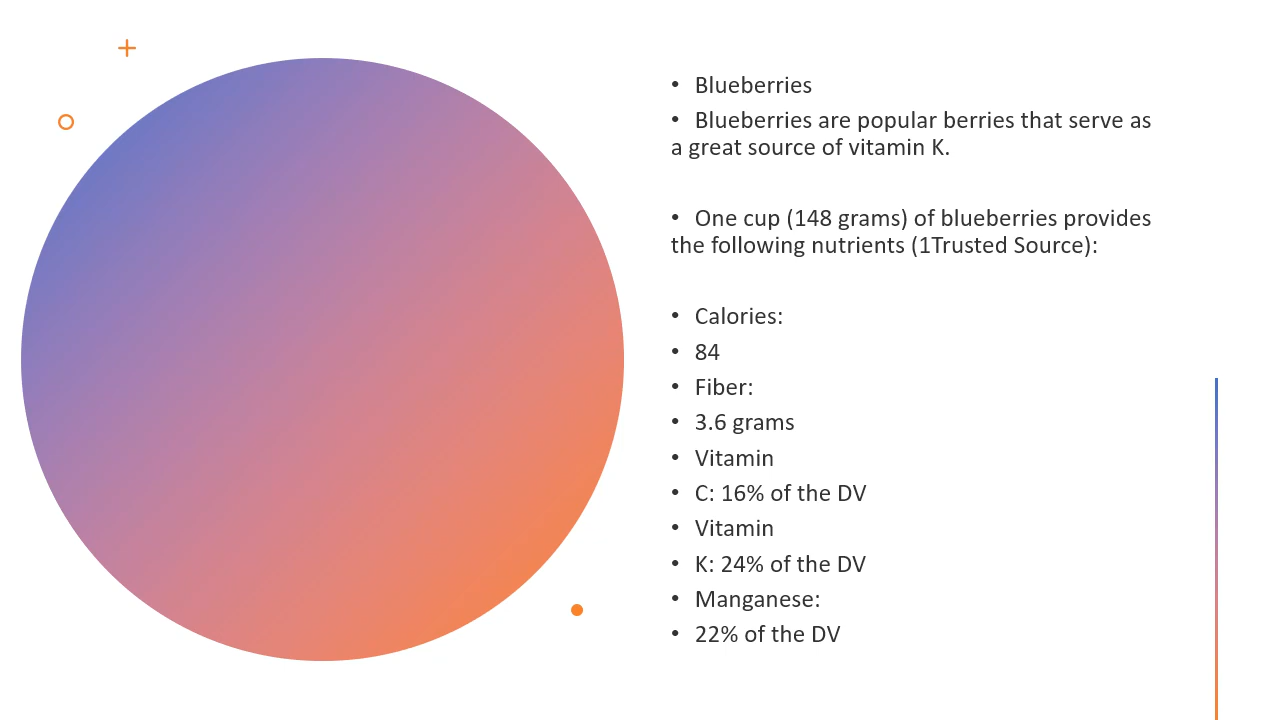 • Blueberries
• Blueberries are popular berries that serve as
a great source of vitamin K.
• One cup (148 grams) of blueberries provides
the following nutrients (1Trusted Source):
• Calories:
• 84
• Fiber:
• 3.6 grams
• Vitamin
• C: 16% of the DV
• Vitamin
• K: 24% of the DV
• Manganese:
• 22% of the DV